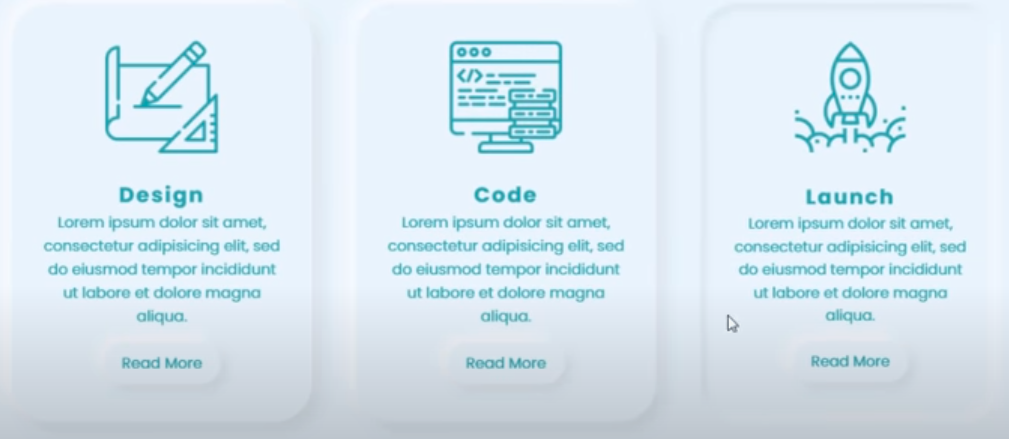 Design
Lorem ipsum dolor sit amet,
consectetur adipisicing elit, sed
do eiusmod tempor incididunt
ut labore et dolore magna
aliqua.
Read More
</>
Code
Lorem ipsum dolor sit amet,
consectetur adipisicing elit, sed
do eiusmod tempor incididunt
ut labore et dolore magna
aliqua.
Read More
Launch
Lorem ipsum dolor sit amet,
consectetur adipisicing elit, sed
do eiusmod tempor incididunt
ut labore et dolore magna
aliqua.
Read More